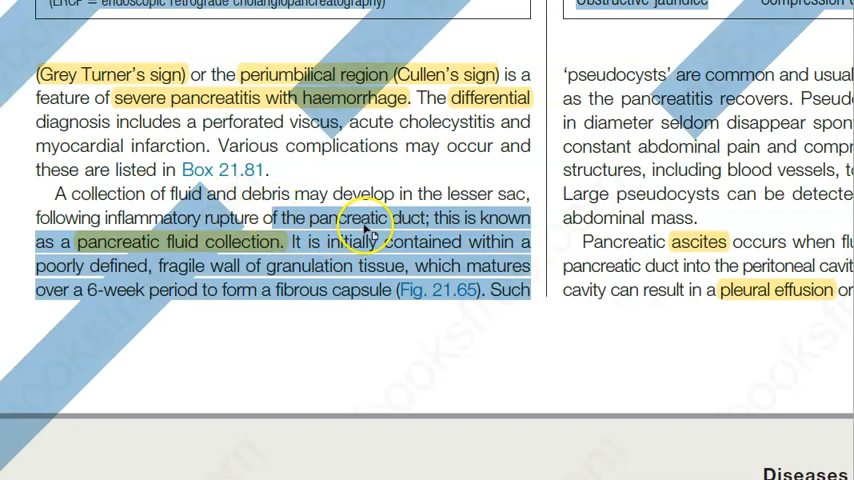 (ERCP = endoscopic retrograde cholangiopancreatography)
(Grey Turner's sign) or the periumbilical region (Cullen's sign) is a
feature of severe pancreatitis with haemorrhage. The differential
diagnosis includes a perforated viscus, acute cholecystitis and
myocardial infarction. Various complications may occur and
these are listed in Box 21.81.
A collection of fluid and debris may develop in the lesser sac,
following inflammatory rupture of the pancreatic duct; this is known
as a pancreatic fluid collection. It is initially contained within a
poorly defined, fragile wall of granulation tissue, which matures
over a 6-week period to form a fibrous capsule (Fig. 21.65). Such
Obstructive jaundice Compression
'pseudocysts' are common and
as the pancreatitis recovers.
in diameter seldom disappear
constant abdominal pain and
structures, including blood vessels,
Large pseudocysts can be
abdominal mass.
Pancreatic ascites occurs when
pancreatic duct into the peritoneal
cavity can result in a pleural effusion or
Diseases